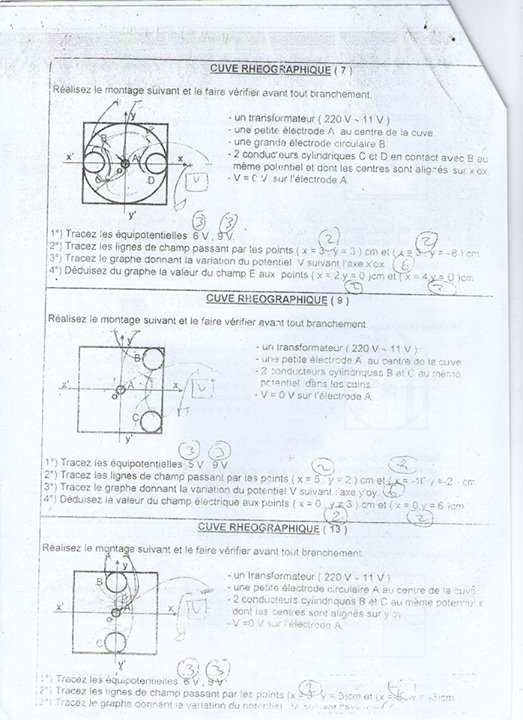 CUVE RHEOGRAPHIQUE ( 7 )
Réalisez le montage suivant et le faire vérifier avant tout branchement.
- un transformateur ( 220 V ~ 11 V )
- une petite électrode A au centre de la cuve.
- une grande électrode circulaire B
- 2 conducteurs cylindriques C et D en contact avec B au
même potentiel et dont les centres sont alignés sur x'ox.
- V = 0 V sur l'électrode A.
y
x'
B
A
x
V
C
o
D
y'
3 3
1°) Tracez les équipotentielles 6 V , 9 V.
2 2
2°) Tracez les lignes de champ passant par les points ( x = 3 y = 3 ) cm et ( x = y = -8 ) cm
3°) Tracez le graphe donnant la variation du potentiel V suivant l'axe x'ox. 6
4°) Déduisez du graphe la valeur du champ E aux points ( x = 2,y = 0 )cm et ( x = 4,y = 0 )cm
2 2
CUVE RHEOGRAPHIQUE ( 9 )
Réalisez le montage suivant et le faire vérifier avant tout branchement.
- un transformateur ( 220 V ~ 11 V )
- une petite électrode A au centre de la cuve
- 2 conducteurs cylindriques B et C au même
potentiel dans les coins.
- V = 0 V sur l'électrode A.
y
B
x'
A
x
V
o
C
y'
3 3
1°) Tracez les équipotentielles 5 V 9 V
2 2
2°) Tracez les lignes de champ passant par les points ( x = 5 , y = 2 ) cm et ( x = -10 y = -2 cm.
3°) Tracez le graphe donnant la variation du potentiel V suivant l'axe y'oy. 6
4°) Déduisez la valeur du champ électrique aux points ( x = 0 , y = 3 ) cm et ( x = 0,y = 6 )cm
2 2
CUVE RHEOGRAPHIQUE ( 13 )
Réalisez le montage suivant et le faire vérifier avant tout branchement
- un transformateur ( 220 V ~ 11 V )
- une petite électrode circulaire A au centre de la cuve
- 2 conducteurs cylindriques B et C au même potentiel
dont les centres sont alignés sur y'oy.
- V = 0 V sur l'électrode A.
y
B
x'
A
x
V
o
C
y'
3 3
1°) Tracez les équipotentielles 6 V , 9 V
2°) Tracez les lignes de champ passant par les points (x = y = 3)cm et (x =
3°) Tracez le graphe donnant la variation du potentiel V suivant l'axe